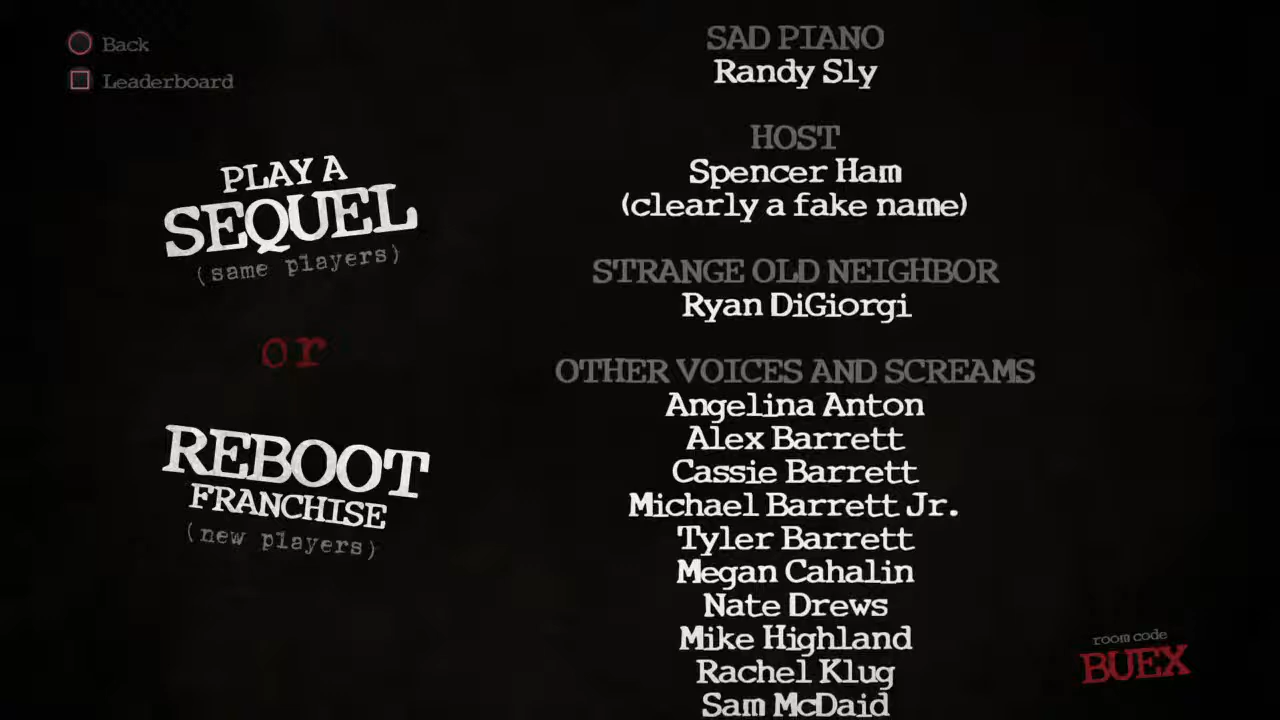 Back
Leaderboard
PLAY A
SEQUEL
(same players)
or
REBOOT
FRANCHISE
(new players)
SAD PIANO
Randy Sly
HOST
Spencer Ham
(clearly a fake name)
STRANGE OLD NEIGHBOR
Ryan DiGiorgi
OTHER VOICES AND SCREAMS
Angelina Anton
Alex Barrett
Cassie Barrett
Michael Barrett Jr.
Tyler Barrett
Megan Cahalin
Nate Drews
Mike Highland
Rachel Klug
Sam McDaid
room code
BUEX